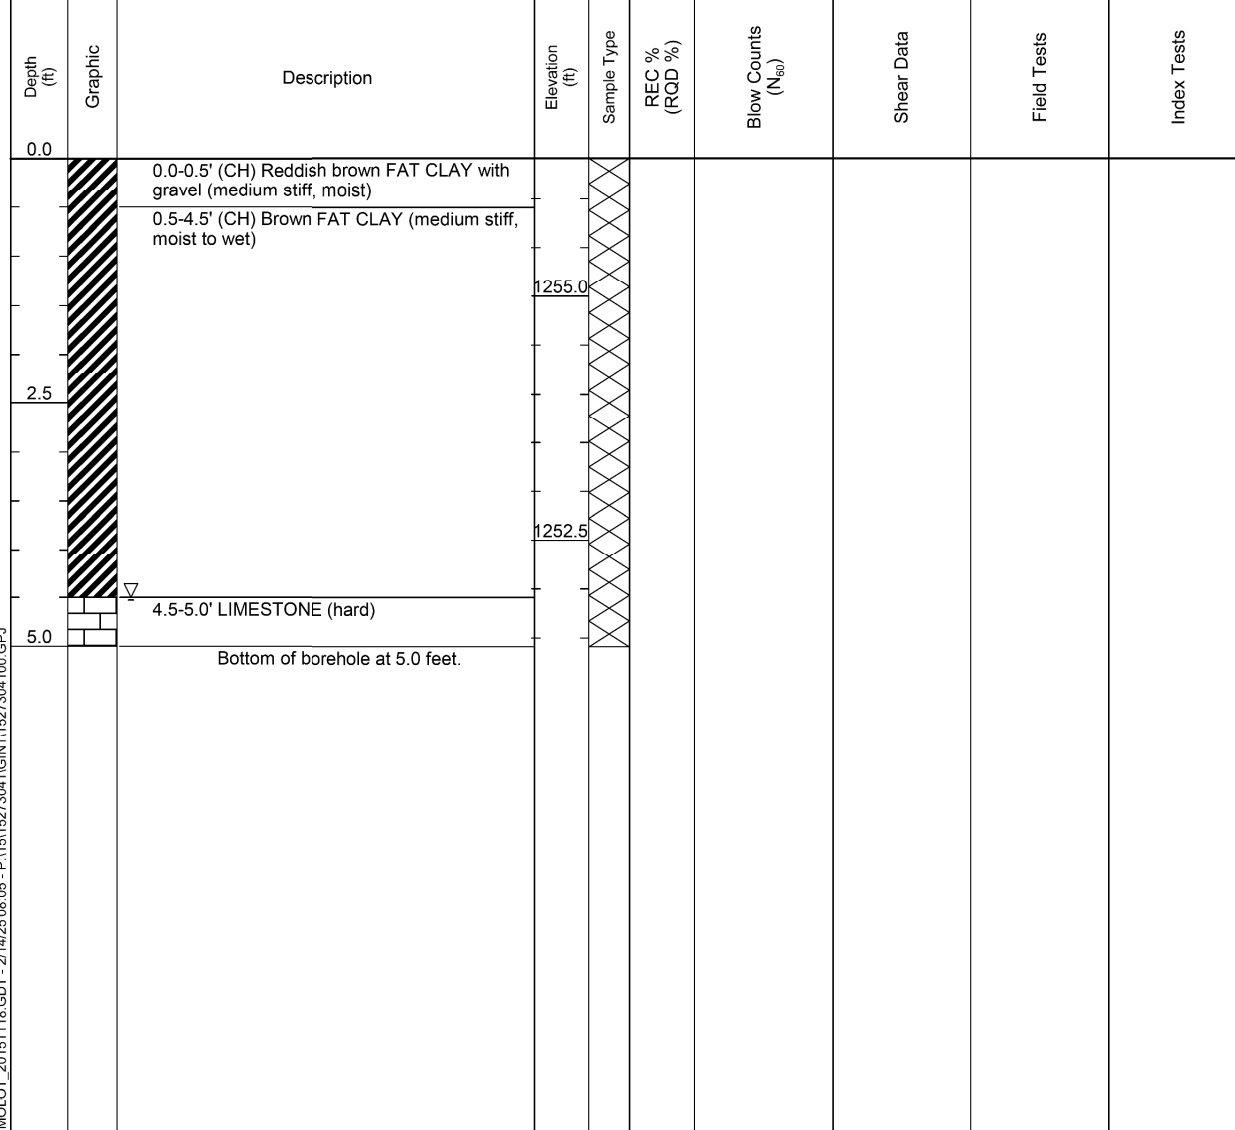 Depth
(ft)
Graphic
Description
Elevation
(ft)
Sample Type
REC %
(RQD %)
Blow Counts
(N60)
Shear Data
Field Tests
Index Tests
0.0
0.0-0.5' (CH) Reddish brown FAT CLAY with
gravel (medium stiff, moist)
0.5-4.5' (CH) Brown FAT CLAY (medium stiff,
moist to wet)
1255.0
2.5
1252.5
4.5-5.0' LIMESTONE (hard)
5.0
Bottom of borehole at 5.0 feet.